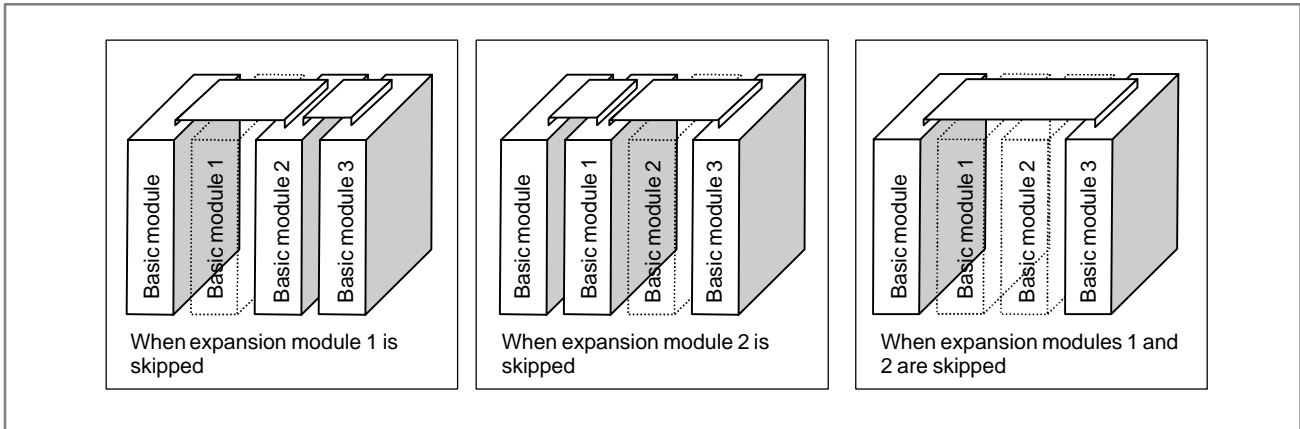 Basic module
Basic module 1
Basic module 2
Basic module 3
When expansion module 1 is
skipped
Basic module
Basic module 1
Basic module 2
Basic module 3
When expansion module 2 is
skipped
Basic module
Basic module 1
Basic module 2
Basic module 3
When expansion modules 1 and
2 are skipped